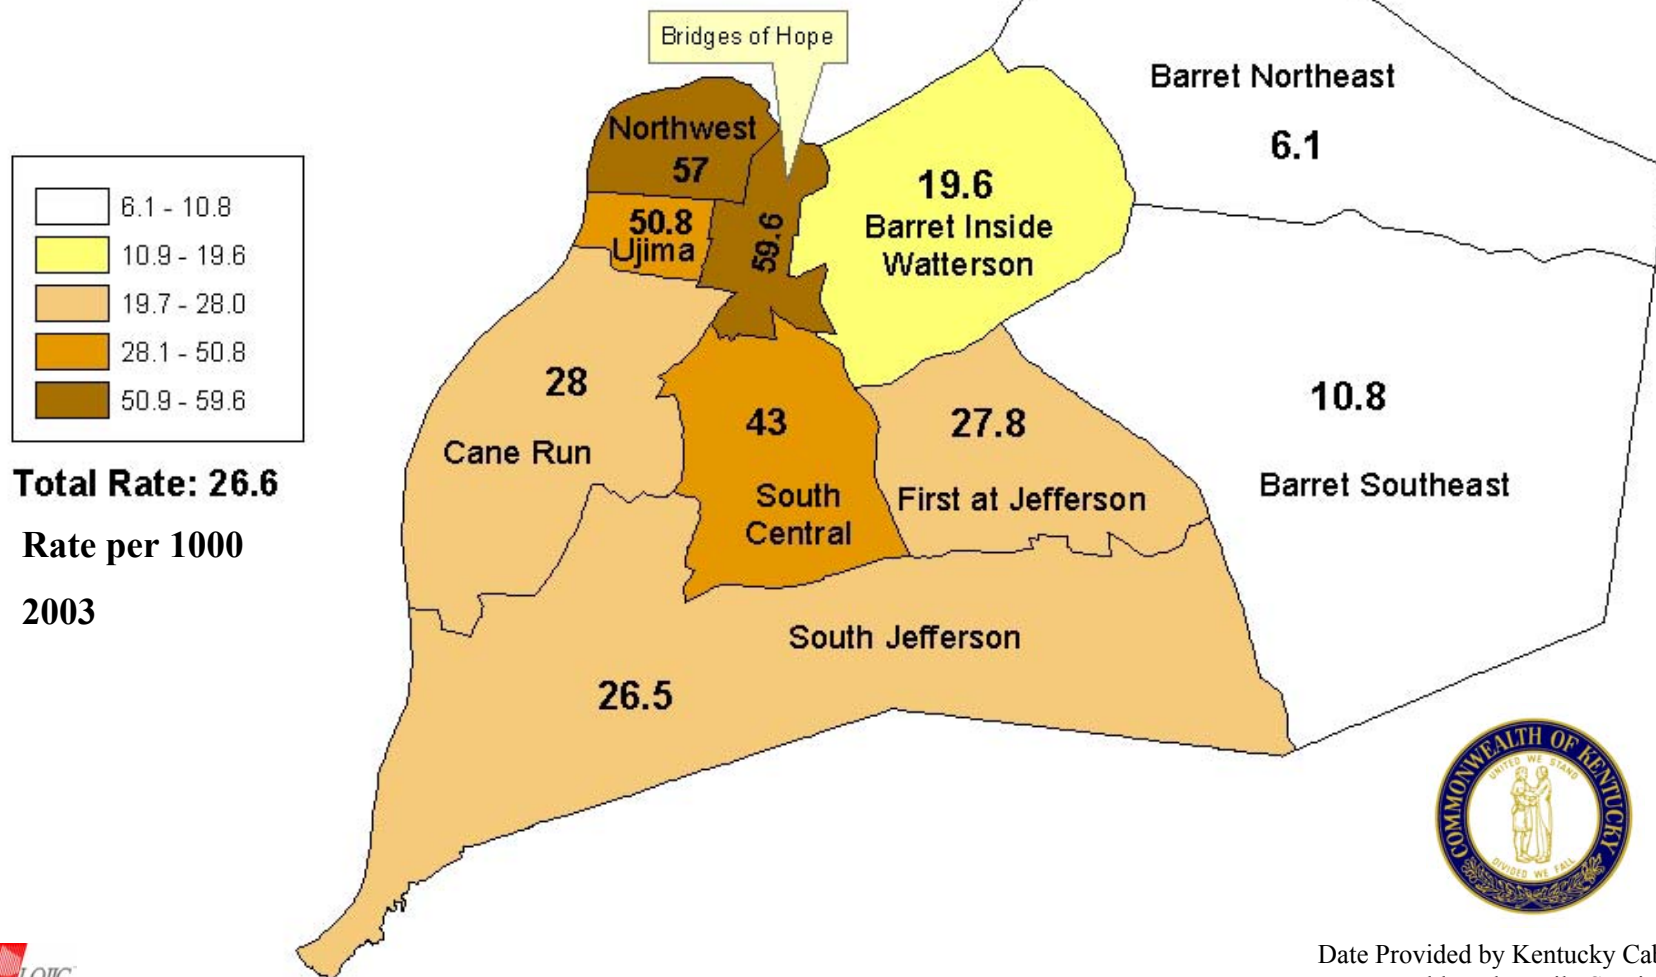 Bridges of Hope
Barret Northeast
6.1
Northwest
57
50.8
Ujima
59.6
19.6
Barret Inside
Watterson
6.1 - 10.8
10.9 - 19.6
19.7 - 28.0
28.1 - 50.8
50.9 - 59.6
Total Rate: 26.6
Rate per 1000
2003
28
Cane Run
43
South
Central
27.8
First at Jefferson
10.8
Barret Southeast
South Jefferson
26.5
COMMONWEALTH OF KENTUCKY
UNITED WE STAND
DIVIDED WE FALL
LOJIC
Date Provided by Kentucky Cab